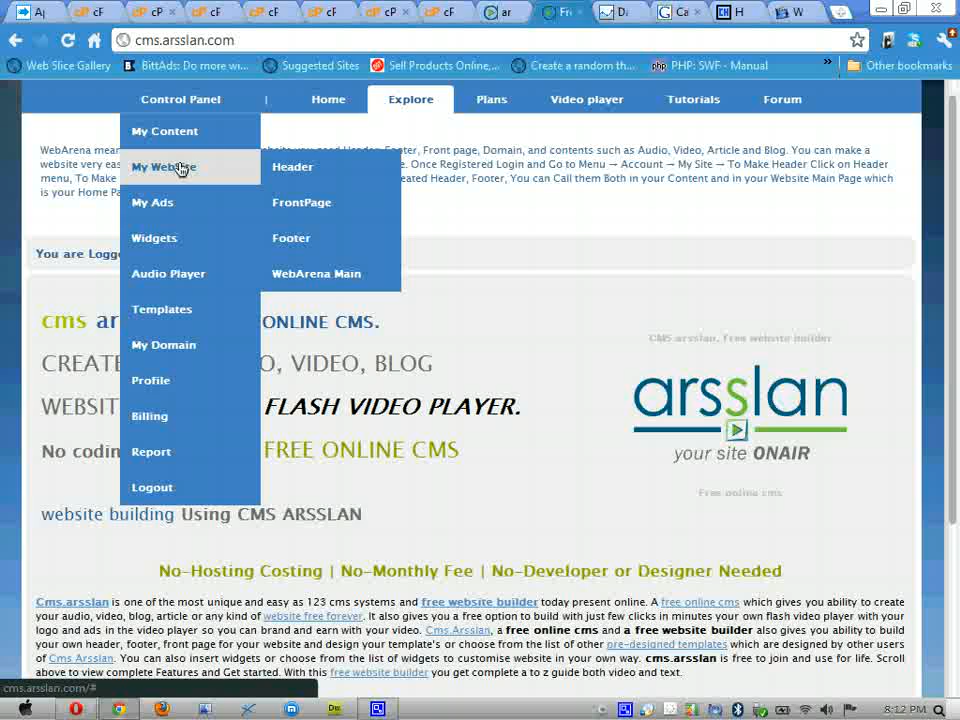 Aj
cF
cP
cF
cF
cF
cP
cF
ar
Fre
Da
Ca
H
W
cms.arsslan.com
Web Slice Gallery
BittAds: Do more wi...
Suggested Sites
Sell Products Online,...
Create a random th...
PHP: SWF - Manual
»
Other bookmarks
Control Panel | Home Explore Plans Video player Tutorials Forum
My Content
My Website
My Ads
Widgets
Audio Player
Templates
My Domain
Profile
Billing
Report
Logout
Header
FrontPage
Footer
WebArena Main
WebArena mean
Header, Footer, Front page, Domain, and contents such as Audio, Video, Article and Blog. You can make a
website very eas
e. Once Registered Login and Go to Menu → Account → My Site → To Make Header Click on Header
menu, To Make
eated Header, Footer, You can Call them Both in your Content and in your Website Main Page which
is your Home Pa
You are Logge
cms ar ONLINE CMS.
CREATE O, VIDEO, BLOG
WEBSIT FLASH VIDEO PLAYER.
No codin FREE ONLINE CMS
website building Using CMS ARSSLAN
CMS arsslan, free website builder
arsslan
your site ONAIR
Free online cms
No-Hosting Costing | No-Monthly Fee | No-Developer or Designer Needed
Cms.arsslan is one of the most unique and easy as 123 cms systems and free website builder today present online. A free online cms which gives you ability to create
your audio, video, blog, article or any kind of website free forever. It also gives you a free option to build with just few clicks in minutes your own flash video player with your
logo and ads in the video player so you can brand and earn with your video. Cms.Arsslan, a free online cms and a free website builder also gives you ability to build
your own header, footer, front page for your website and design your template's or choose from the list of other pre-designed templates which are designed by other users
of Cms Arsslan. You can also insert widgets or choose from the list of widgets to customise website in your own way. cms.arsslan is free to join and use for life. Scroll
above to view complete Features and Get started. With this free website builder you get complete a to z guide both video and text.
cms.arsslan.com/#
8:12 PM